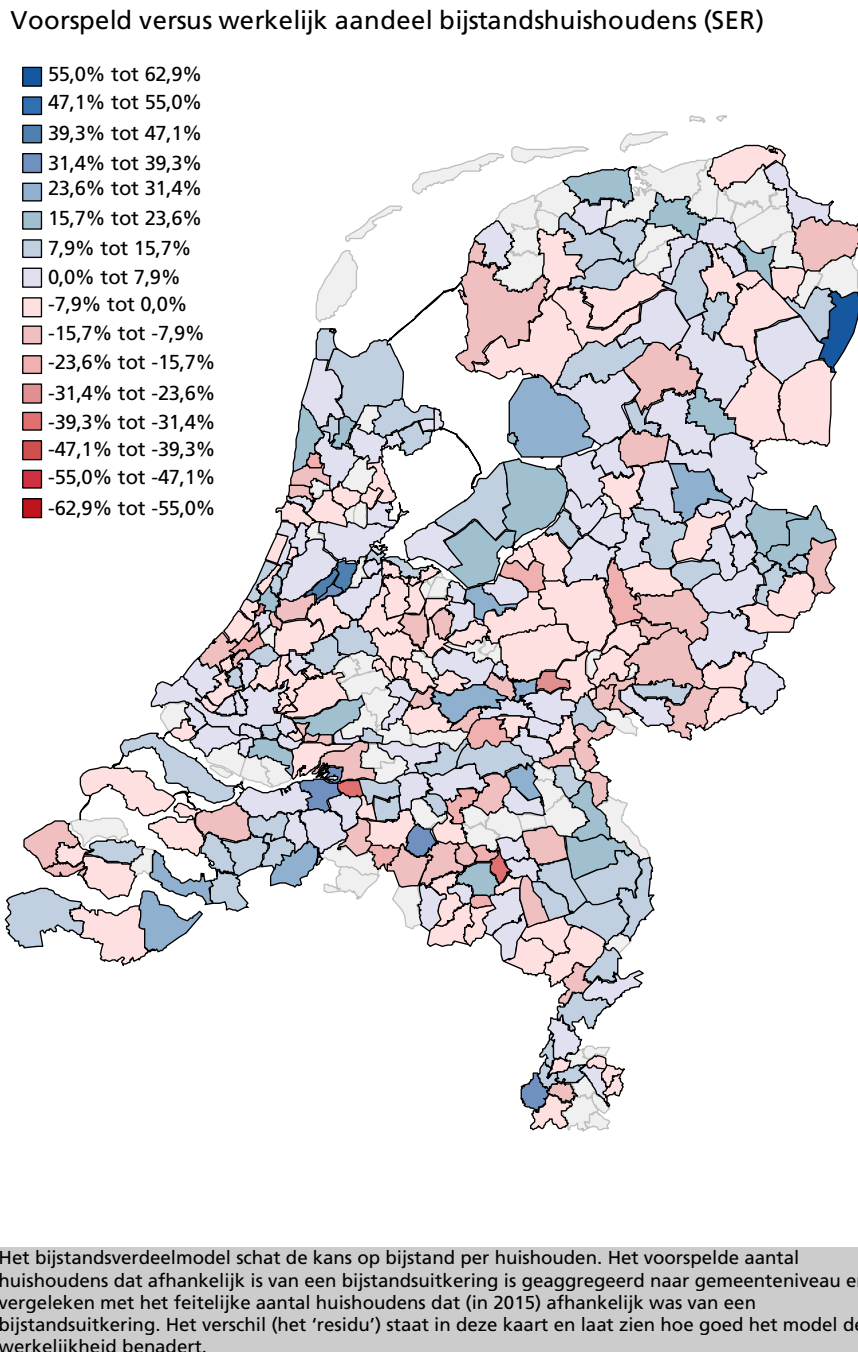 Voorspeld versus werkelijk aandeel bijstandshuishoudens (SER)
55,0% tot 62,9%
47,1% tot 55,0%
39,3% tot 47,1%
31,4% tot 39,3%
23,6% tot 31,4%
15,7% tot 23,6%
7,9% tot 15,7%
0,0% tot 7,9%
-7,9% tot 0,0%
-15,7% tot -7,9%
-23,6% tot -15,7%
-31,4% tot -23,6%
-39,3% tot -31,4%
-47,1% tot -39,3%
-55,0% tot -47,1%
-62,9% tot -55,0%
Het bijstandsverdeelmodel schat de kans op bijstand per huishouden. Het voorspelde aantal
huishoudens dat afhankelijk is van een bijstandsuitkering is geaggregeerd naar gemeenteniveau en
vergeleken met het feitelijke aantal huishoudens dat (in 2015) afhankelijk was van een
bijstandsuitkering. Het verschil (het ‘residu’) staat in deze kaart en laat zien hoe goed het model de
werkelijkheid benadert.